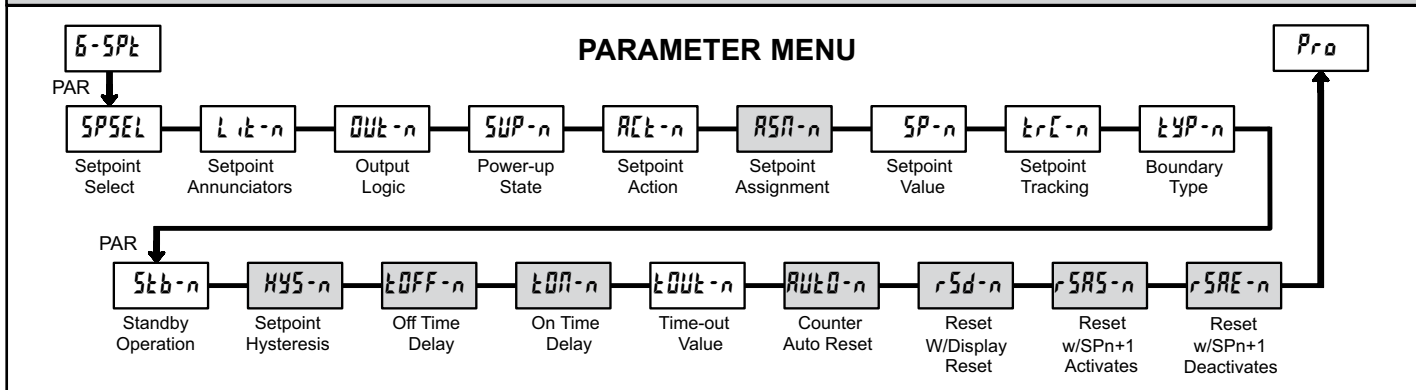 PARAMETER MENU
6-SPt
Pro
PAR
SPSEL
Lit-n
OUt-n
SUP-n
ACt-n
ASN-n
SP-n
trC-n
tYP-n
Setpoint
Select
Setpoint
Annunciators
Output
Logic
Power-up
State
Setpoint
Action
Setpoint
Assignment
Setpoint
Value
Setpoint
Tracking
Boundary
Type
PAR
Stb-n
HYS-n
tOFF-n
tON-n
tOUt-n
AUtO-n
rSd-n
rSAS-n
rSAE-n
Standby
Operation
Setpoint
Hysteresis
Off Time
Delay
On Time
Delay
Time-out
Value
Counter
Auto Reset
Reset
W/Display
Reset
Reset
w/SPn+1
Activates
Reset
w/SPn+1
Deactivates